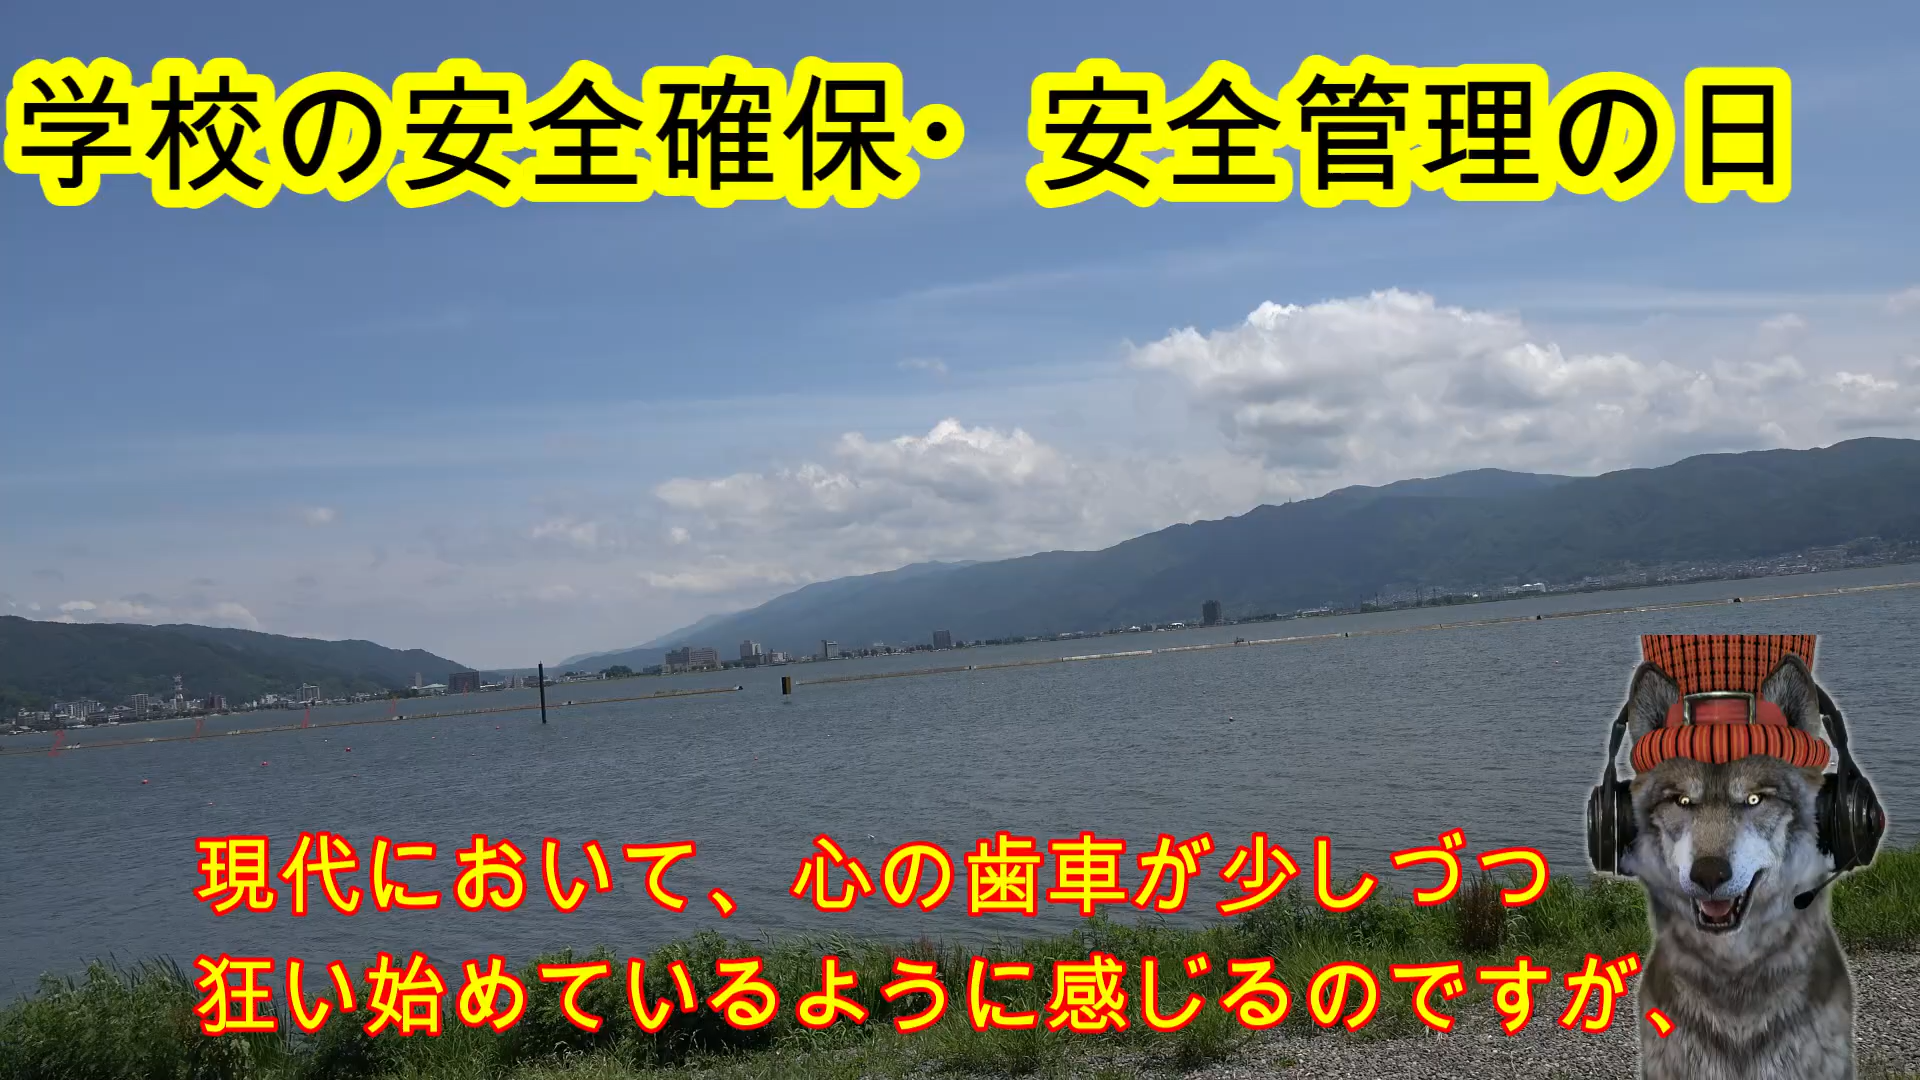 学校の安全確保・安全管理の日
現代において、心の歯車が少しづつ
狂い始めているように感じるのですが、